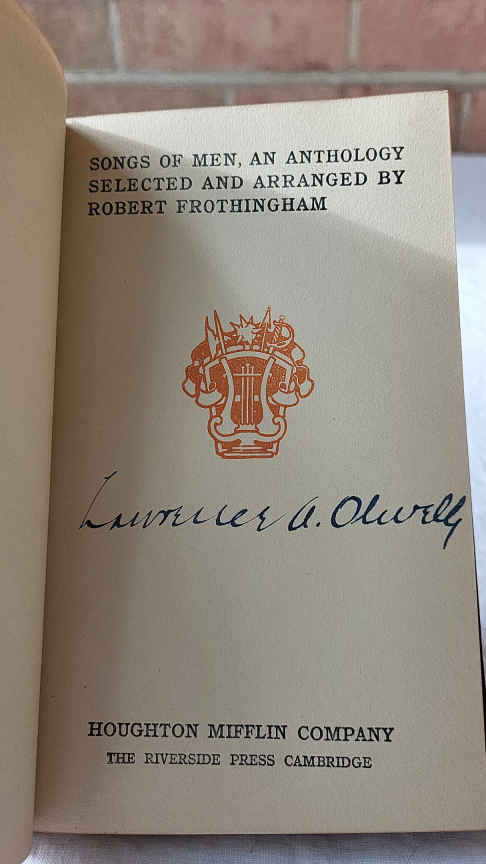 SONGS OF MEN, AN ANTHOLOGY
SELECTED AND ARRANGED BY
ROBERT FROTHINGHAM
Lawrence A. Olwell
HOUGHTON MIFFLIN COMPANY
THE RIVERSIDE PRESS CAMBRIDGE